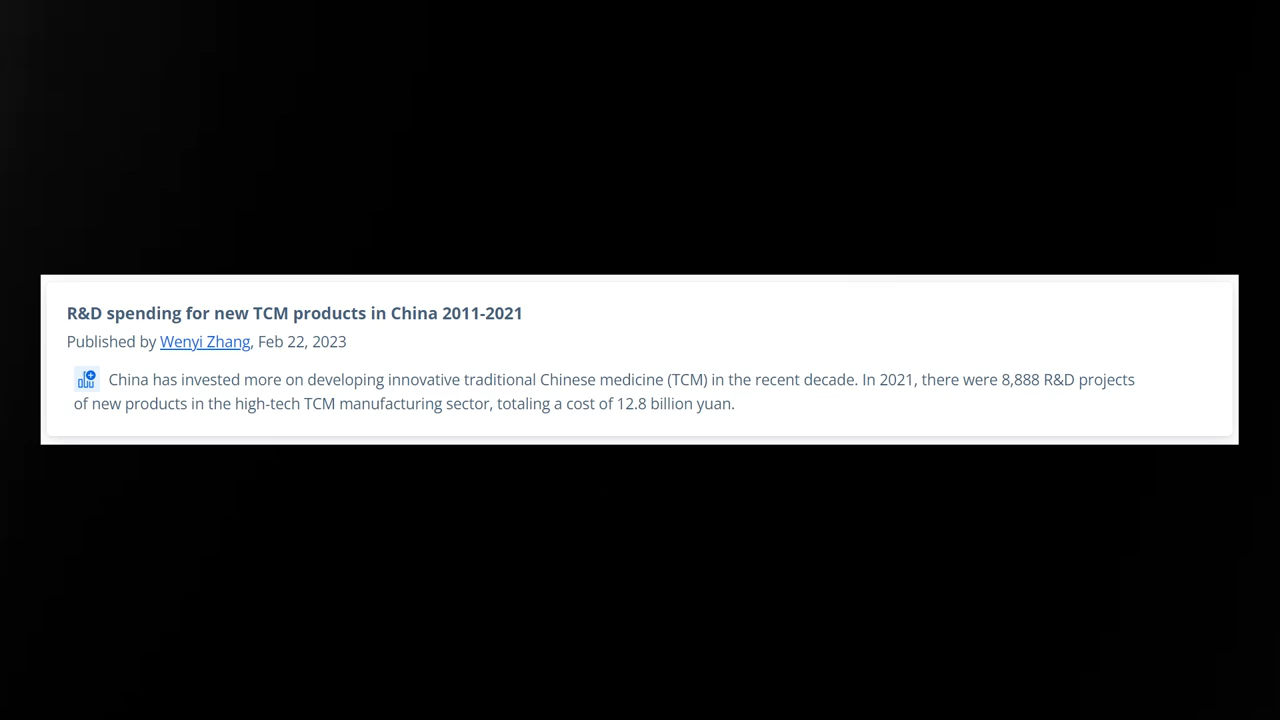 R&D spending for new TCM products in China 2011-2021
Published by Wenyi Zhang, Feb 22, 2023
China has invested more on developing innovative traditional Chinese medicine (TCM) in the recent decade. In 2021, there were 8,888 R&D projects
of new products in the high-tech TCM manufacturing sector, totaling a cost of 12.8 billion yuan.